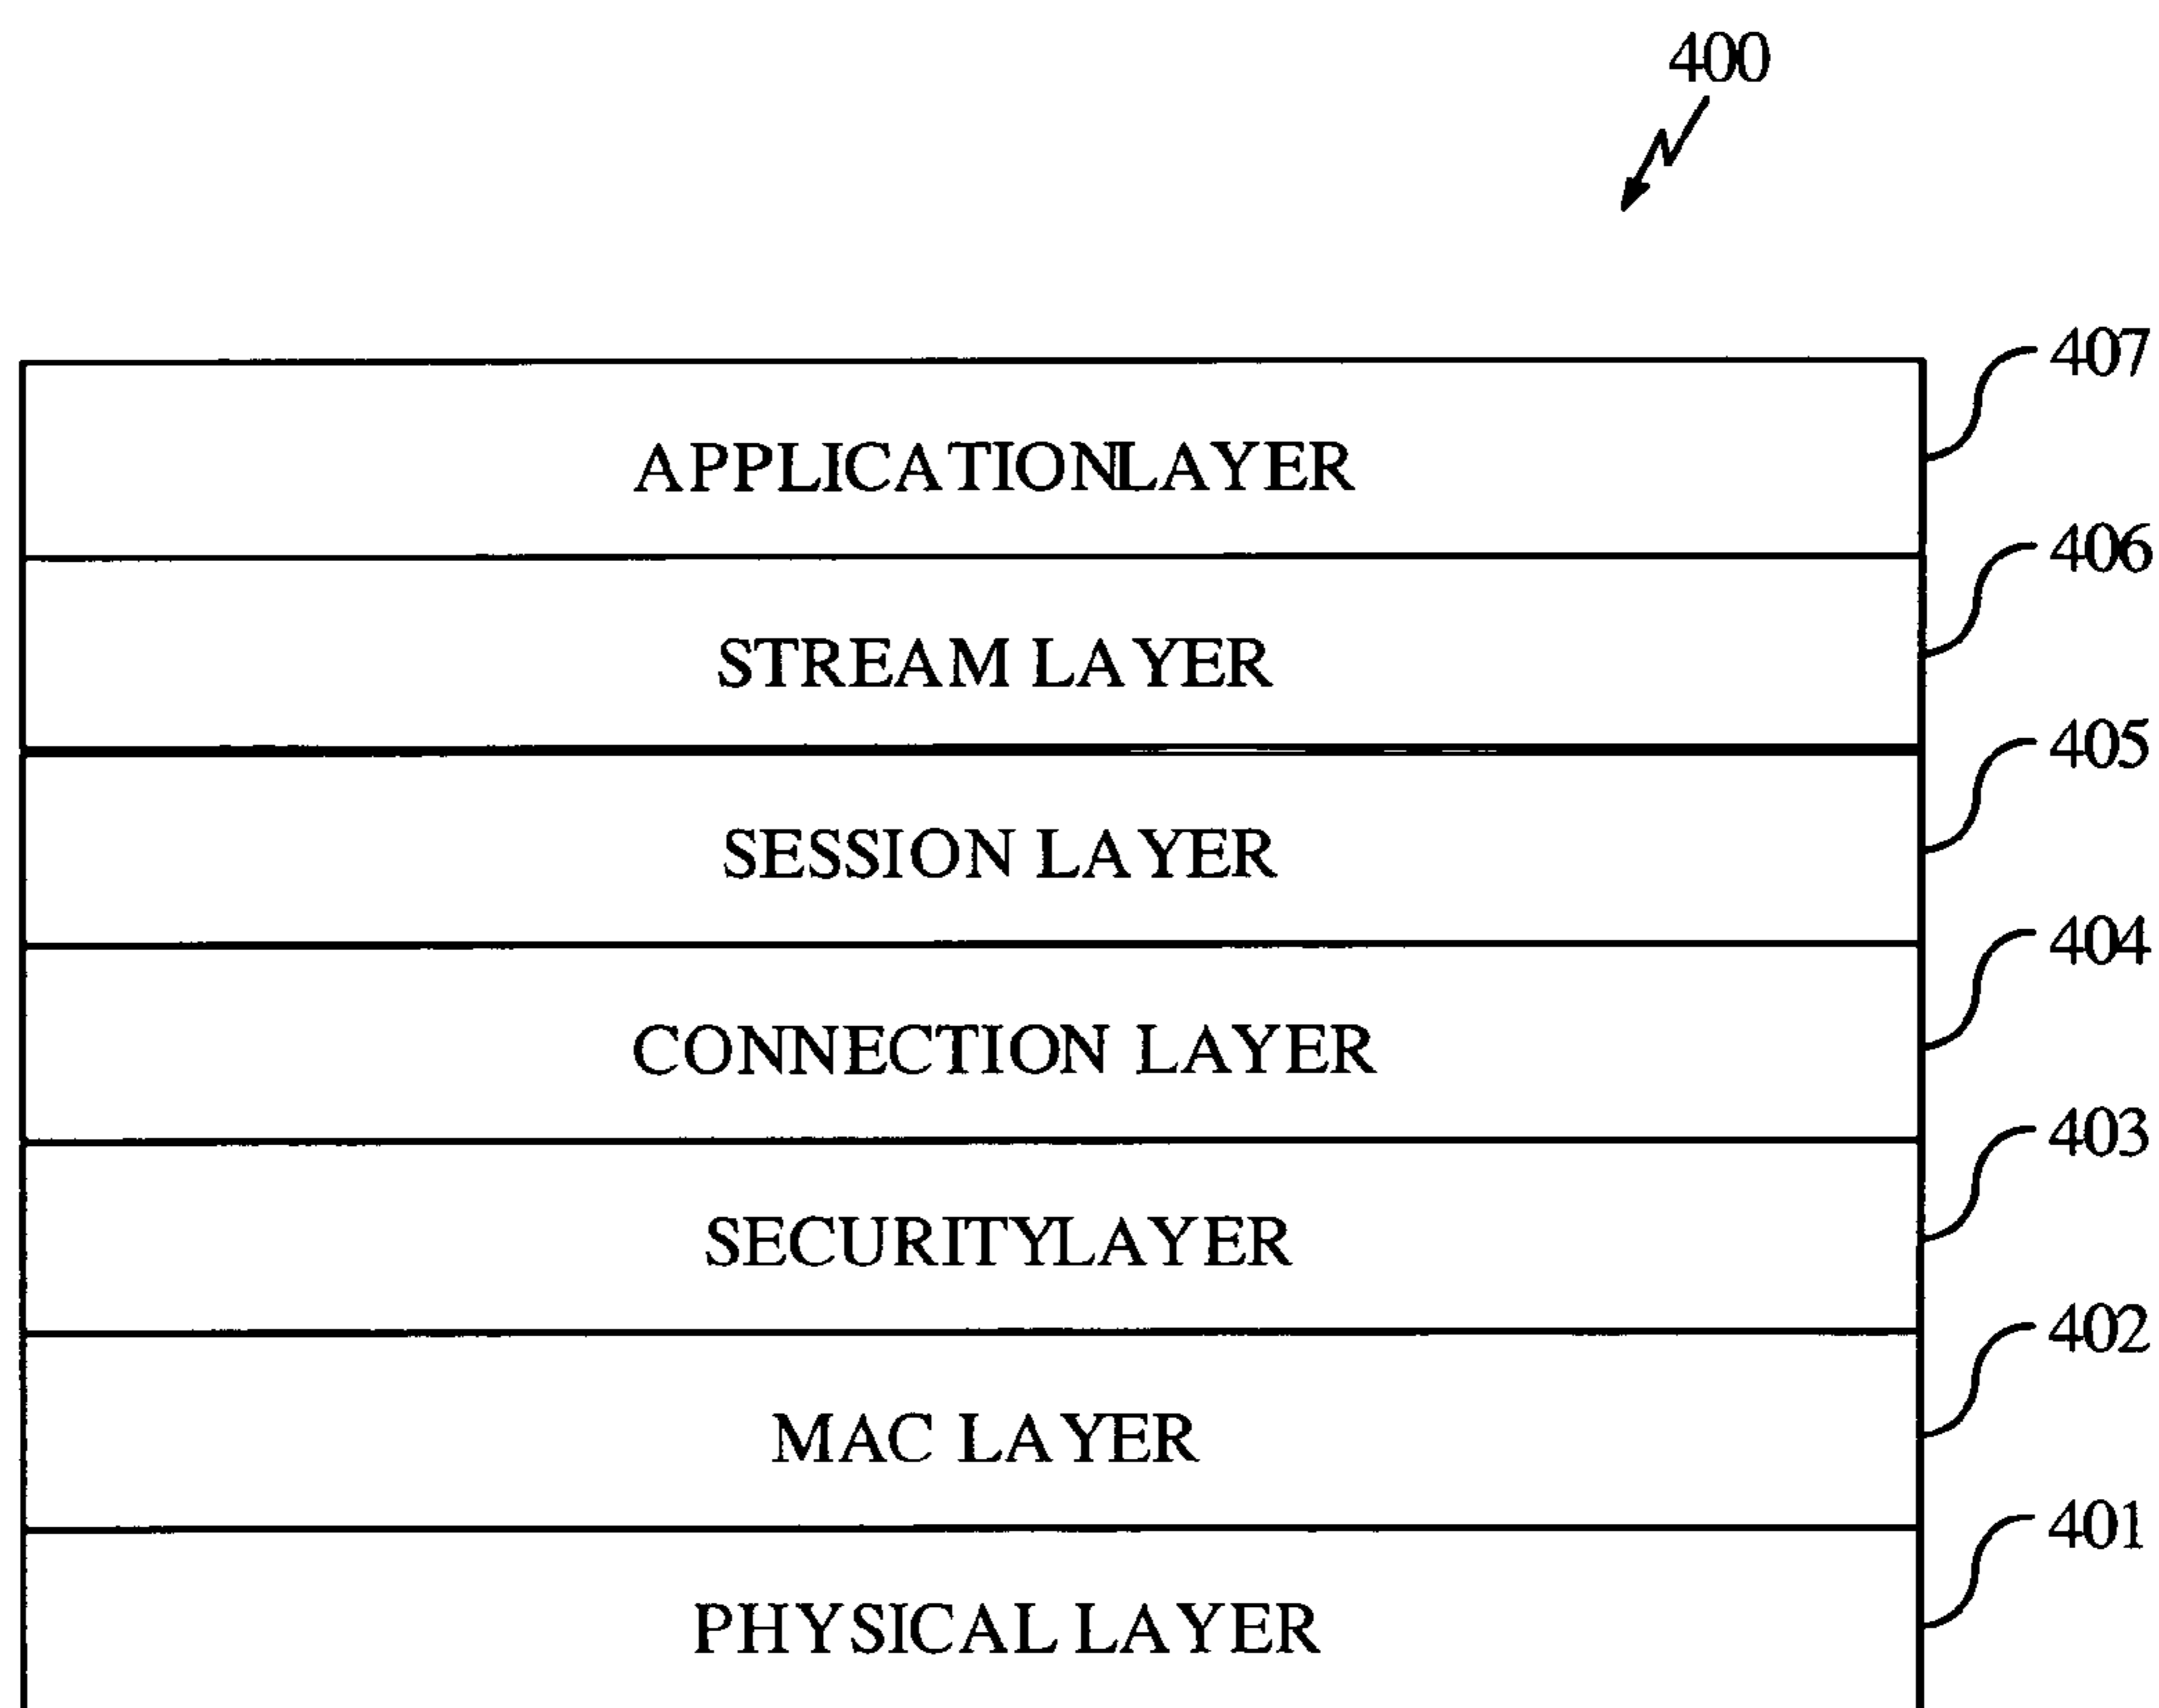 400
407
APPLICATIONLAYER
406
STREAM LAYER
405
SESSION LAYER
404
CONNECTION LAYER
403
SECURITYLAYER
402
MAC LAYER
401
PHYSICAL LAYER